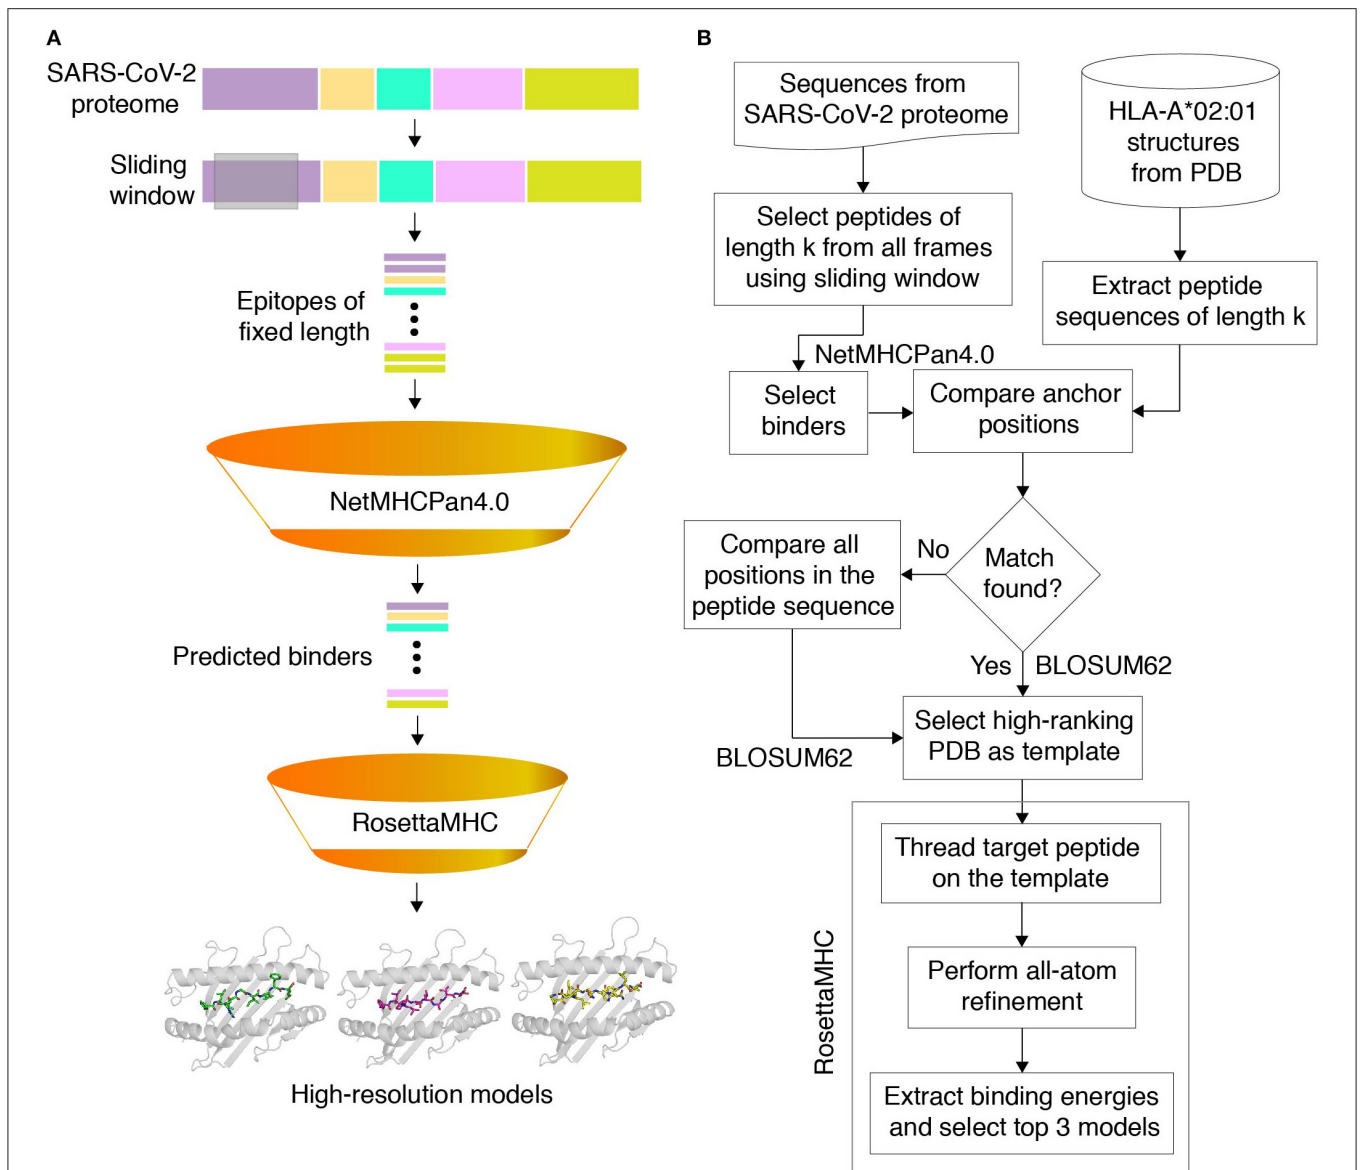 A
SARS-CoV-2
proteome
Sliding
window
Epitopes of
fixed length
NetMHCPan4.0
Predicted binders
RosettaMHC
High-resolution models
B
Sequences from
SARS-CoV-2 proteome
HLA-A*02:01
structures
from PDB
Select peptides of
length k from all frames
using sliding window
Extract peptide
sequences of length k
NetMHCPan4.0
Select
binders
Compare anchor
positions
Match
found?
No
Compare all
positions in the
peptide sequence
Yes
BLOSUM62
BLOSUM62
Select high-ranking
PDB as template
RosettaMHC
Thread target peptide
on the template
Perform all-atom
refinement
Extract binding energies
and select top 3 models